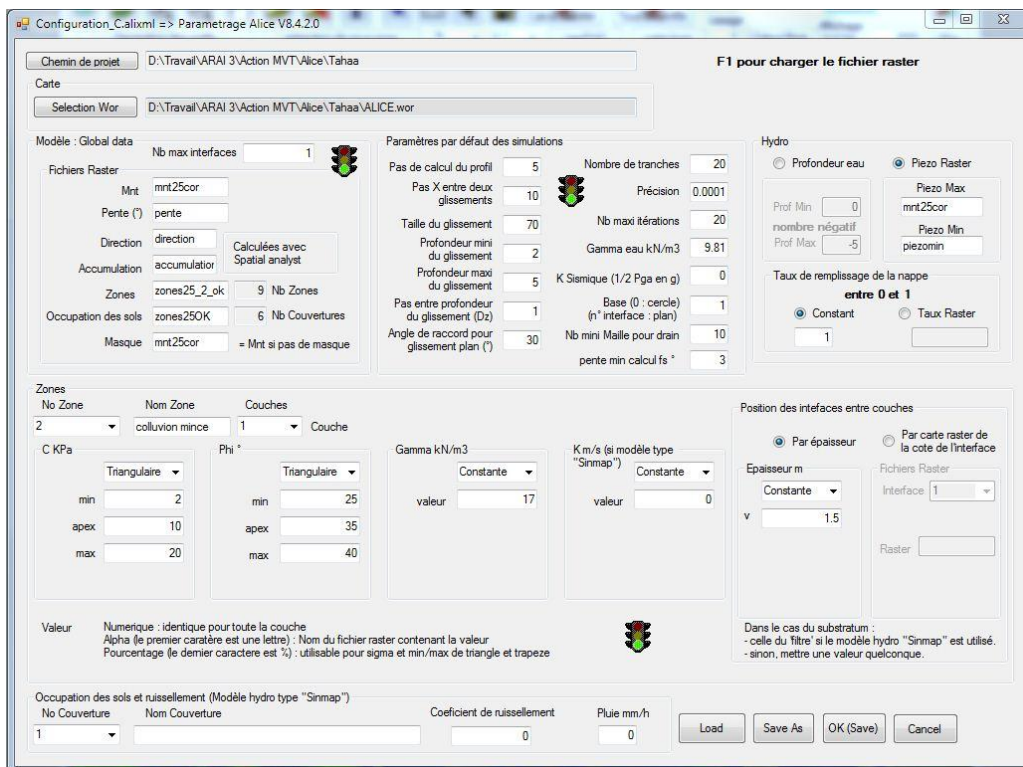 Configuration_C.alixml => Parametrage Alice V8.4.2.0
Chemin de projet D:\Travail\ARAI 3\Action MVT\Alice\Tahaa
F1 pour charger le fichier raster
Carte
Selection Wor D:\Travail\ARAI 3\Action MVT\Alice\Tahaa\ALICE.wor
Modèle : Global data
Nb max interfaces 1
Fichiers Raster
Mnt mnt25cor
Pente (°) pente
Direction direction
Accumulation accumulation
Calculées avec
Spatial analyst
Zones zones25_2_ok 9 Nb Zones
Occupation des sols zones25OK 6 Nb Couvertures
Masque mnt25cor = Mnt si pas de masque
Paramètres par défaut des simulations
Pas de calcul du profil 5
Pas X entre deux
glissements 10
Taille du glissement 70
Profondeur mini
du glissement 2
Profondeur maxi
du glissement 5
Pas entre profondeur
du glissement (Dz) 1
Angle de raccord pour
glissement plan (°) 30
Nombre de tranches 20
Précision 0.0001
Nb maxi itérations 20
Gamma eau kN/m3 9.81
K Sismique (1/2 Pga en g) 0
Base (0 : cercle)
(n° interface : plan) 1
Nb mini Maille pour drain 10
pente min calcul fs ° 3
Hydro
Profondeur eau Piezo Raster
Prof Min 0
nombre négatif
Prof Max -5
Piezo Max
mnt25cor
Piezo Min
piezomin
Taux de remplissage de la nappe
entre 0 et 1
Constant Taux Raster
1
Zones
No Zone Nom Zone Couches
2 colluvion mince 1 Couche
C KPa
Triangulaire
min 2
apex 10
max 20
Phi °
Triangulaire
min 25
apex 35
max 40
Gamma kN/m3
Constante
valeur 17
K m/s (si modèle type
"Sinmap")
Constante
valeur 0
Position des intefaces entre couches
Par épaisseur
Par carte raster de
la cote de l'interface
Epaisseur m
Constante
v 1.5
Fichiers Raster
Interface 1
Raster
Dans le cas du substratum :
- celle du 'filtre' si le modèle hydro "Sinmap" est utilisé.
- sinon, mettre une valeur quelconque.
Valeur Numerique : identique pour toute la couche
Alpha (le premier caratère est une lettre) : Nom du fichier raster contenant la valeur
Pourcentage (le dernier caractere est %) : utilisable pour sigma et min/max de triangle et trapeze
Occupation des sols et ruissellement (Modèle hydro type "Sinmap")
No Couverture Nom Couverture Coeficient de ruissellement Pluie mm/h
1 0 0
Load Save As OK (Save) Cancel